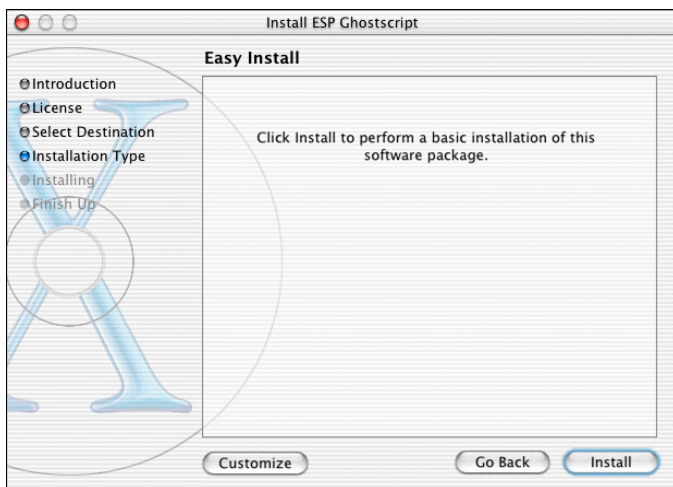 Install ESP Ghostscript
Easy Install
Introduction
License
Select Destination
Installation Type
Installing
Finish Up
Click Install to perform a basic installation of this
software package.
Customize
Go Back
Install